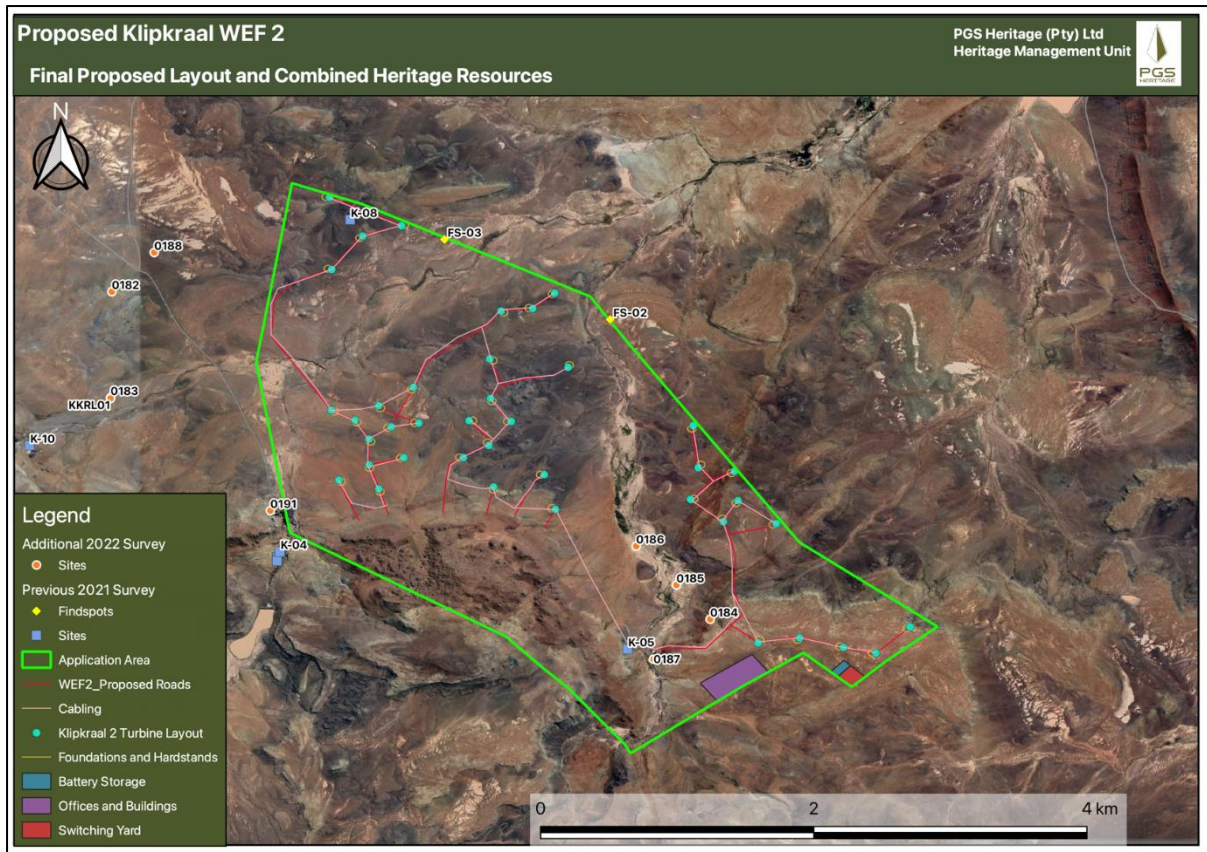 Proposed Klipkraal WEF 2
Final Proposed Layout and Combined Heritage Resources
PGS Heritage (Pty) Ltd
Heritage Management Unit
PGS
HERITAGE
N
K-08
FS-03
0188
0182
FS-02
0183
KKRL01
K-10
0191
K-04
0186
0185
0184
K-05
0187
Legend
Additional 2022 Survey
Sites
Previous 2021 Survey
Findspots
Sites
Application Area
WEF2_Proposed Roads
Cabling
Klipkraal 2 Turbine Layout
Foundations and Hardstands
Battery Storage
Offices and Buildings
Switching Yard
0 2 4 km